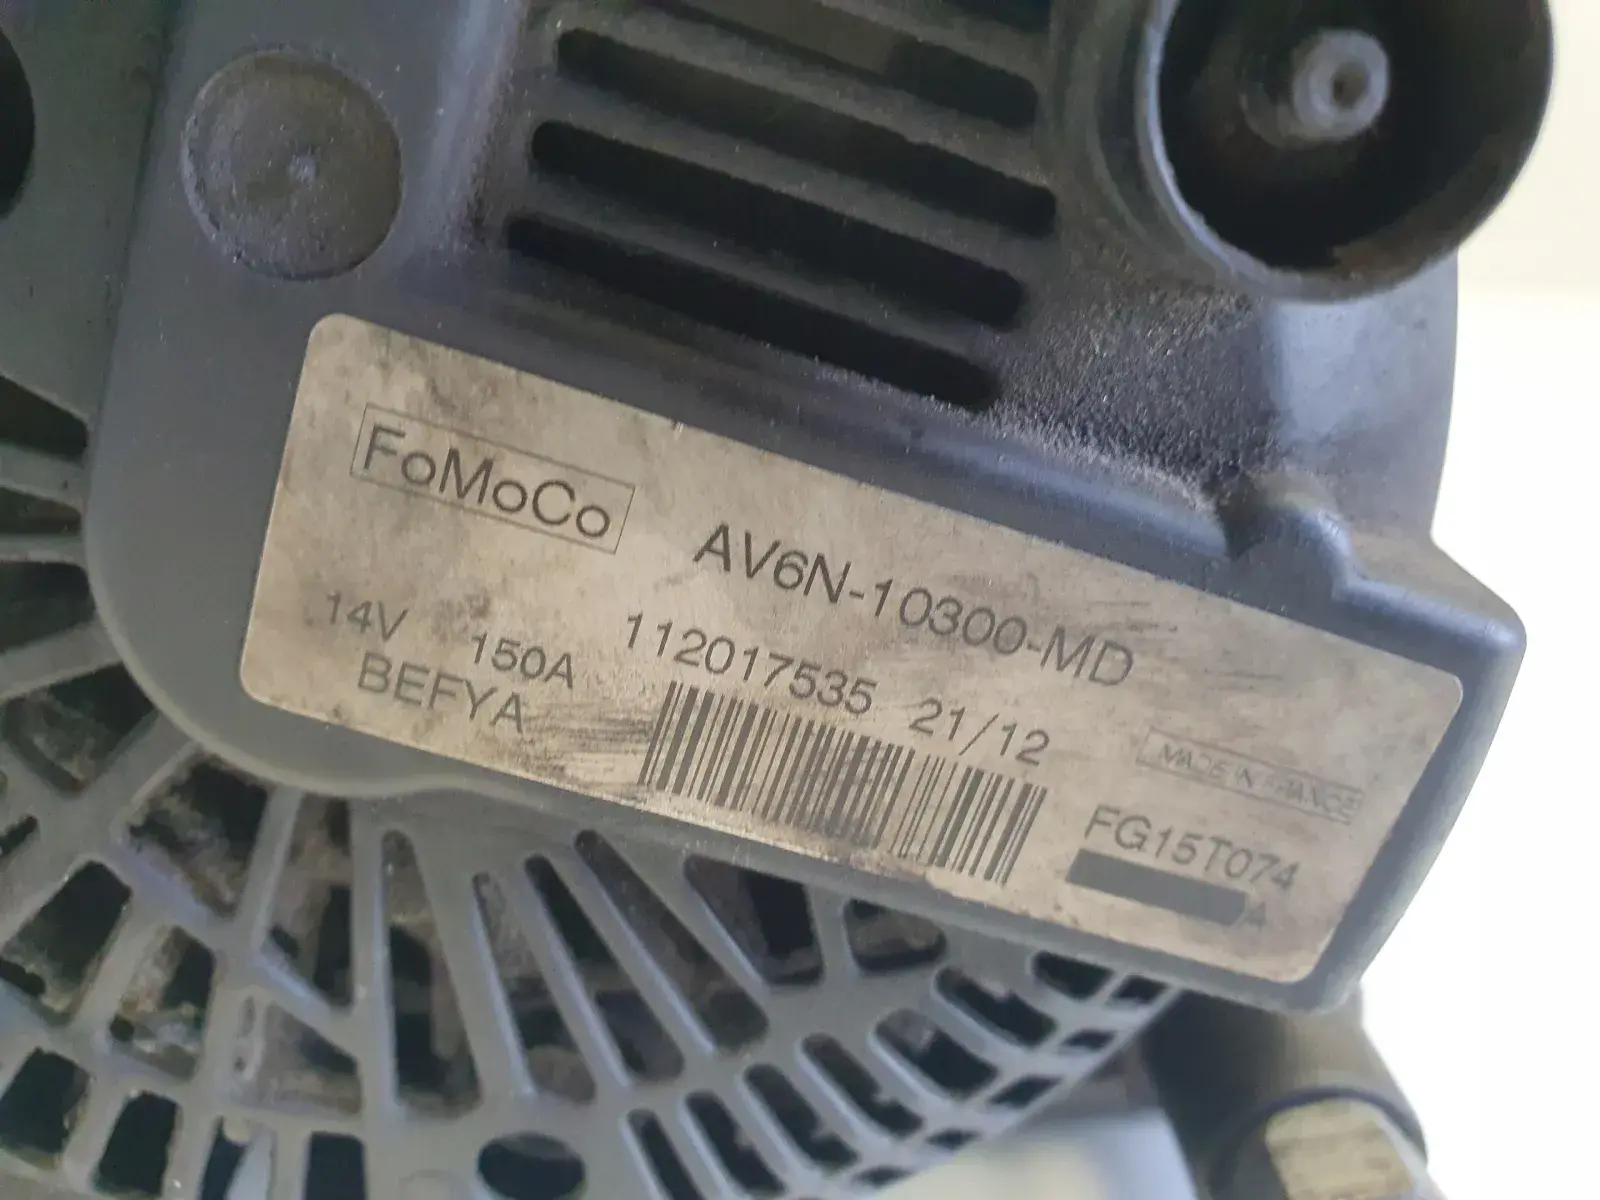 FoMoCo
AV6N-10300-MD
14V 150A 112017535 21/12
BEFYA
MADE IN FRANCE
FG15T074
A